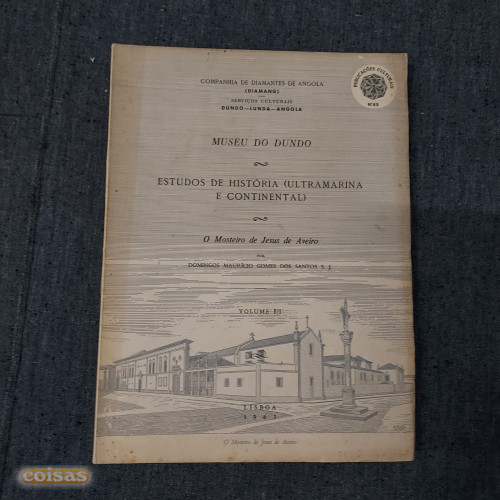 COMPANHIA DE DIAMANTES DE ANGOLA
(DIAMANG)
SERVIÇOS CULTURAIS
DUNDO—LUNDA—ANGOLA
PUBLICAÇÕES CULTURAIS
MUSEU DO DUNDO
ESTUDOS DE HISTÓRIA (ULTRAMARINA
E CONTINENTAL)
O Mosteiro de Jesus de Aveiro
POR
DOMINGOS MAURÍCIO GOMES DOS SANTOS S. J.
VOLUME
LISBOA
O Mosteiro de Jesus de Aveiro
coisas